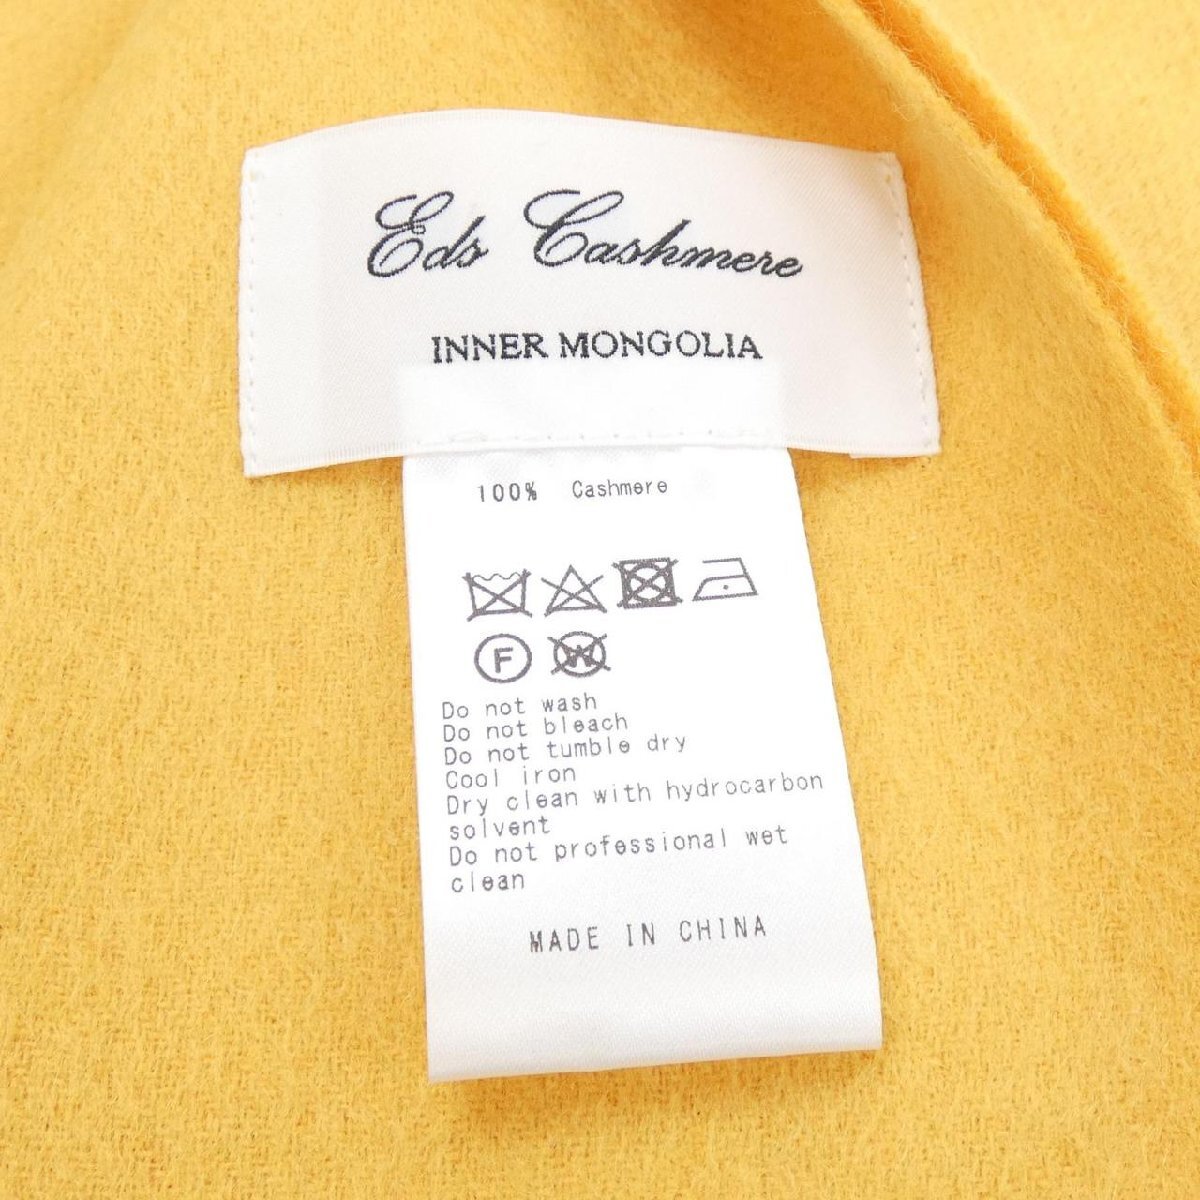 Eds Cashmere
INNER MONGOLIA
100% Cashmere
F W
Do not wash
Do not bleach
Do not tumble dry
Cool iron
Dry clean with hydrocarbon
solvent
Do not professional wet
clean
MADE IN CHINA